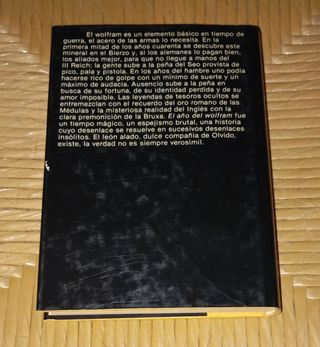 El wolfram es un elemento básico en tiempo de
guerra, el acero de las armas lo necesita. En la
primera mitad de los años cuarenta se descubre este
mineral en el Bierzo y, si los alemanes lo pagan bien,
los aliados mejor, para que no llegue a manos del
III Reich; la gente sube a la peña del Seo provista de
pico, pala y pistola. En los años del hambre uno podía
hacerse rico de golpe con un mínimo de suerte y un
máximo de audacia. Ausencio sube a la peña en
busca de su fortuna, de su identidad perdida y de su
amor imposible. Las leyendas de tesoros ocultos se
entremezclan con el recuerdo del oro romano de las
Médulas y la misteriosa realidad del Inglés con la
clara premonición de la Bruxa. El año del wolfram fue
un tiempo mágico, un espejismo brutal, una historia
cuyo desenlace se resuelve en sucesivos desenlaces
insólitos. El león alado, dulce compañía de Olvido,
existe, la verdad no es siempre verosímil.